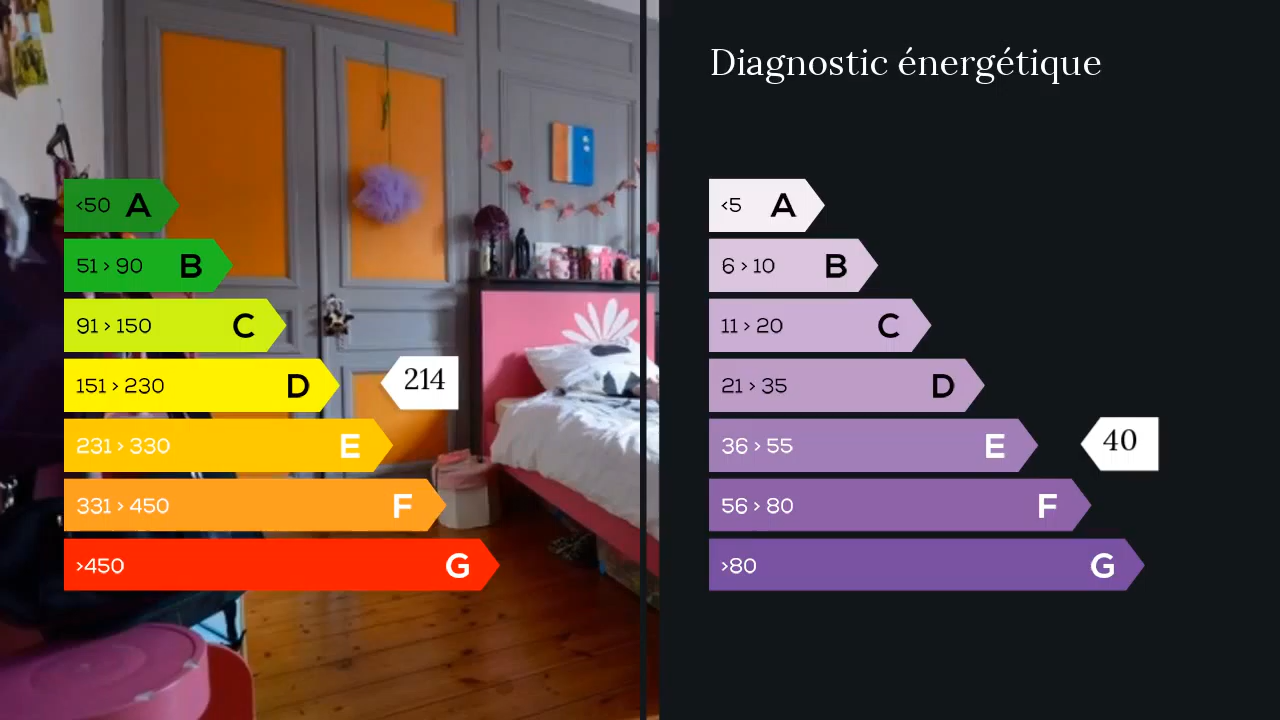 Diagnostic énergétique
<50 A
51 > 90 B
91 > 150 C
151 > 230 D
214
231 > 330 E
331 > 450 F
>450 G
<5 A
6 > 10 B
11 > 20 C
21 > 35 D
36 > 55 E
40
56 > 80 F
>80 G